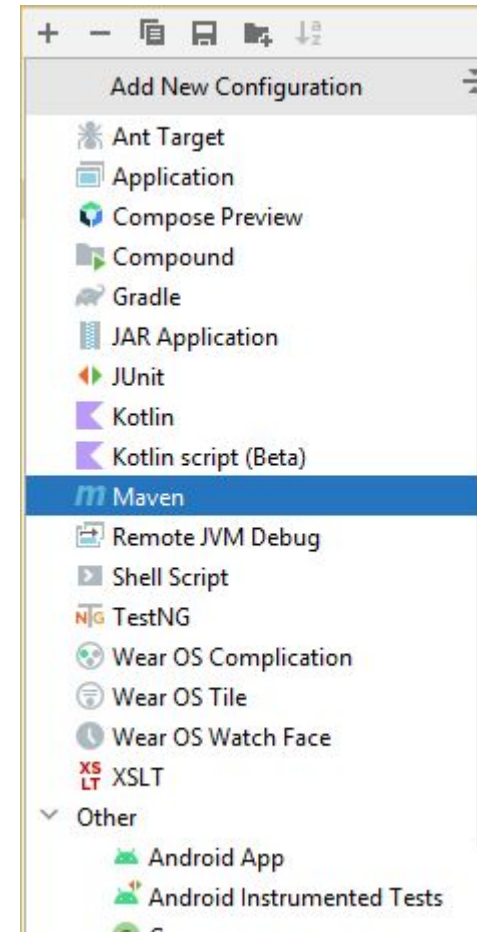 Add New Configuration
Ant Target
Application
Compose Preview
Compound
Gradle
JAR Application
JUnit
Kotlin
Kotlin script (Beta)
Maven
Remote JVM Debug
Shell Script
TestNG
Wear OS Complication
Wear OS Tile
Wear OS Watch Face
XSLT
Other
Android App
Android Instrumented Tests